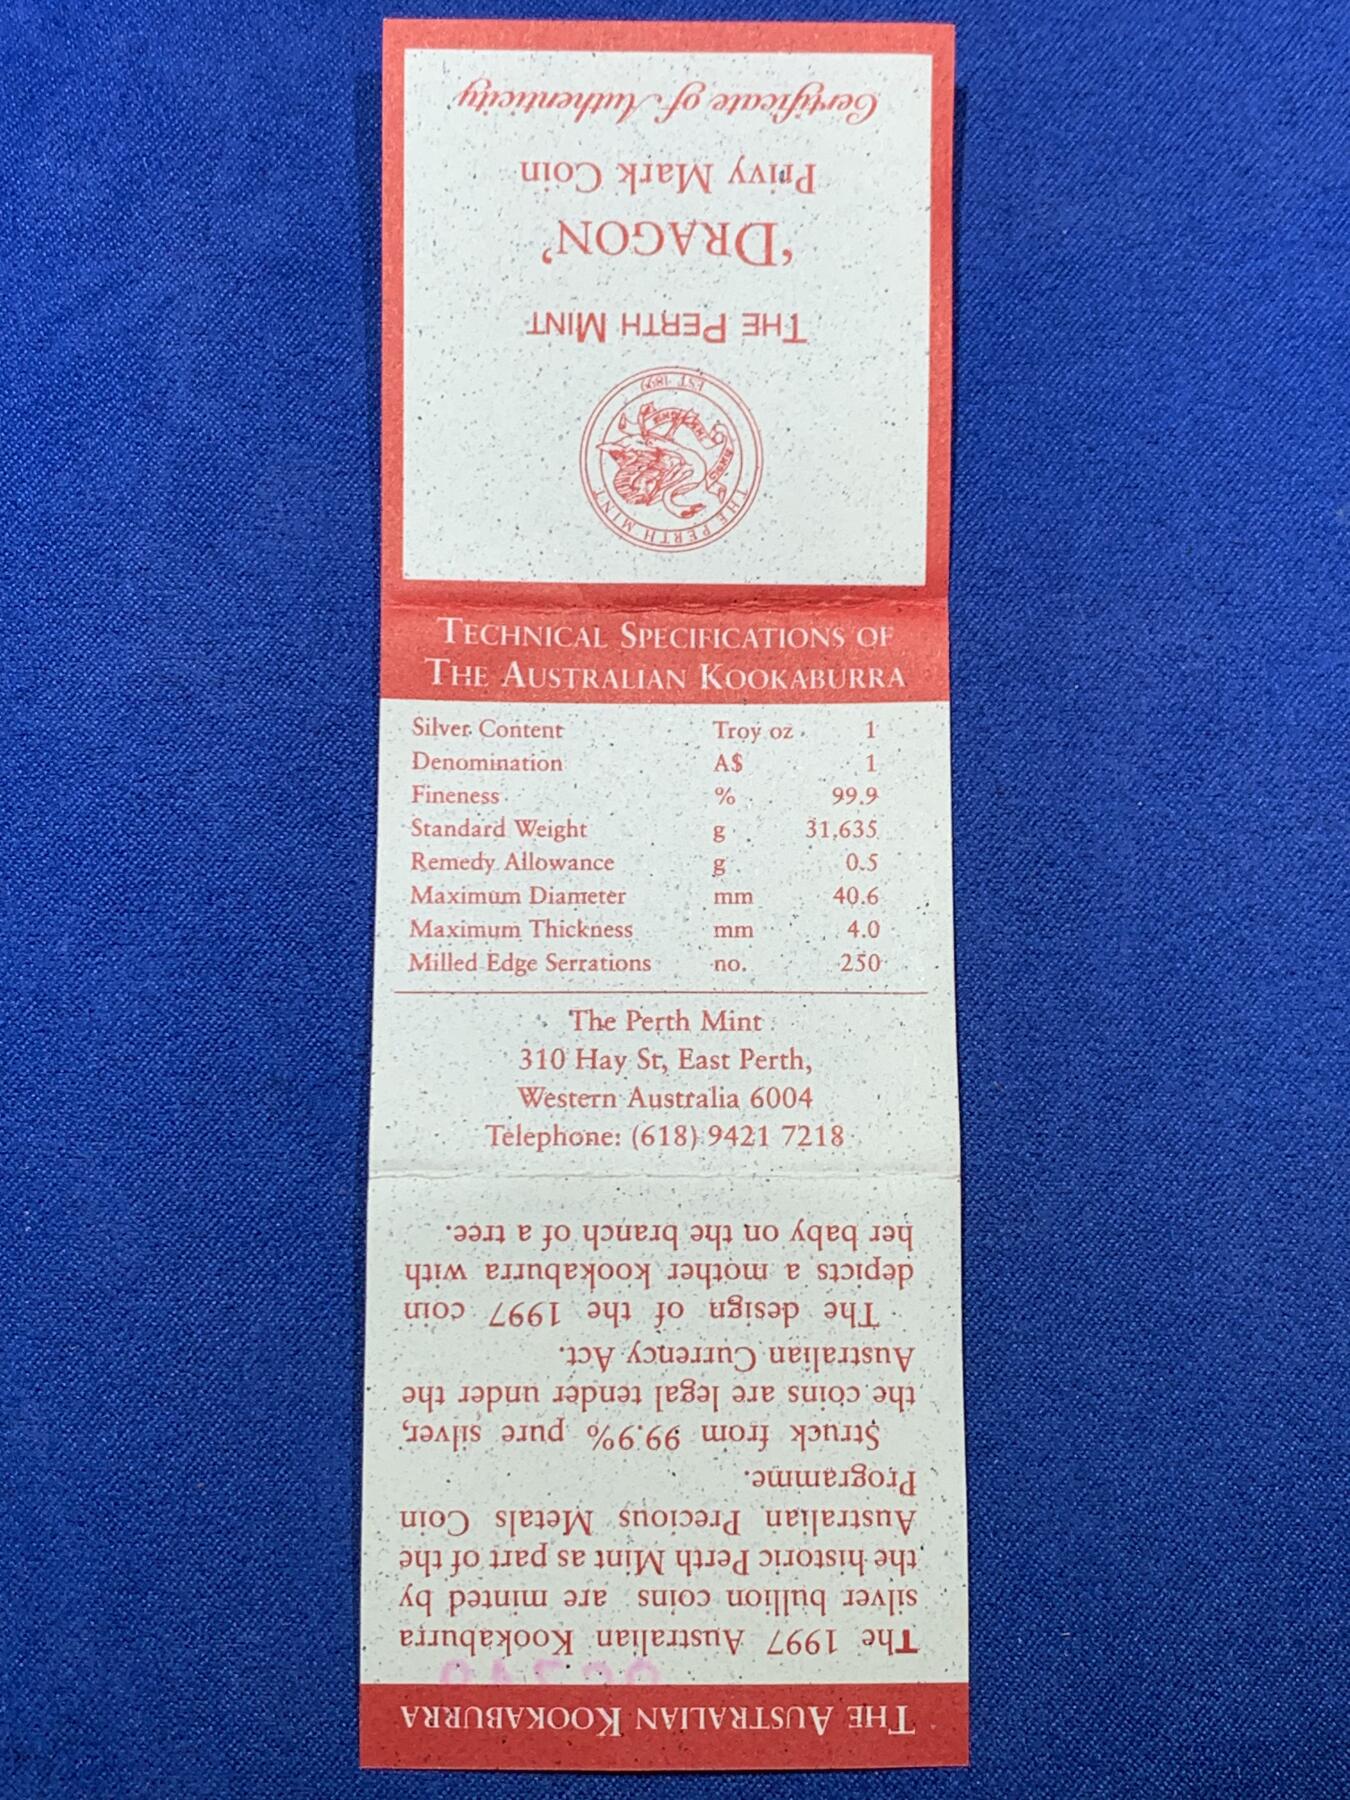 Certificate of Authenticity
Privy Mark Coin
'DRAGON'
THE PERTH MINT
EST. 1899
THE PERTH MINT
TECHNICAL SPECIFICATIONS OF
THE AUSTRALIAN KOOKABURRA
Silver Content Troy oz 1
Denomination A$ 1
Fineness % 99.9
Standard Weight g 31.635
Remedy Allowance g 0.5
Maximum Diameter mm 40.6
Maximum Thickness mm 4.0
Milled Edge Serrations no. 250
The Perth Mint
310 Hay St, East Perth,
Western Australia 6004
Telephone: (618) 9421 7218
THE AUSTRALIAN KOOKABURRA
The 1997 Australian Kookaburra
silver bullion coins are minted by
the historic Perth Mint as part of the
Australian Precious Metals Coin
Programme.
Struck from 99.9% pure silver,
the coins are legal tender under the
Australian Currency Act.
The design of the 1997 coin
depicts a mother kookaburra with
her baby on the branch of a tree.